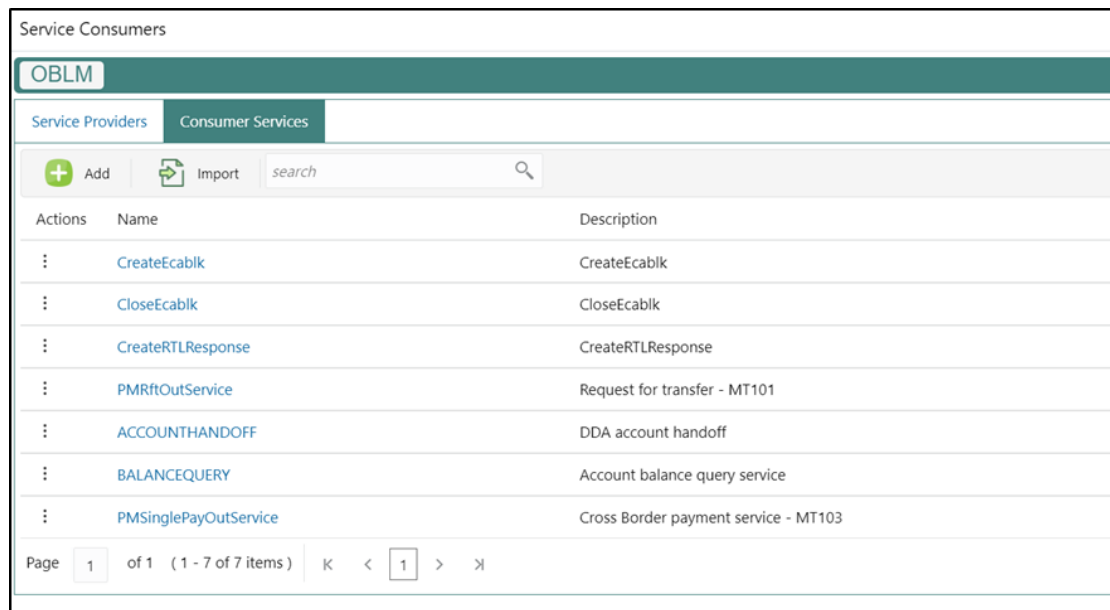 Service Consumers
OBLM
Service Providers Consumer Services
Add Import search
Actions Name Description
CreateEcablk CreateEcablk
CloseEcablk CloseEcablk
CreateRTLResponse CreateRTLResponse
PMRftOutService Request for transfer - MT101
ACCOUNTHANDOFF DDA account handoff
BALANCEQUERY Account balance query service
PMSinglePayOutService Cross Border payment service - MT103
Page 1 of 1 ( 1 - 7 of 7 items ) 1